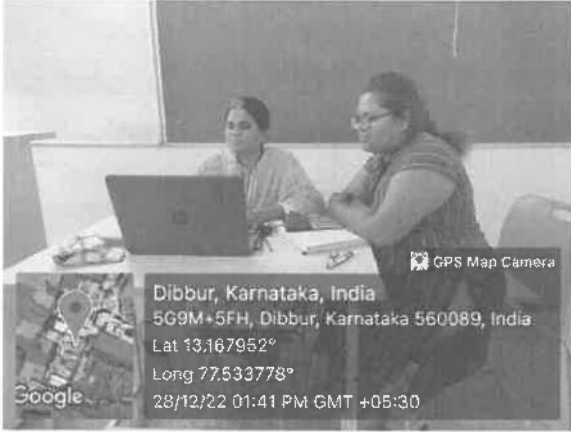 GPS Map Camera
Dibbur, Karnataka, India
5G9M+5FH, Dibbur, Karnataka 560089, India
Lat 13.167952°
Long 77.533778°
28/12/22 01:41 PM GMT +05:30
Google